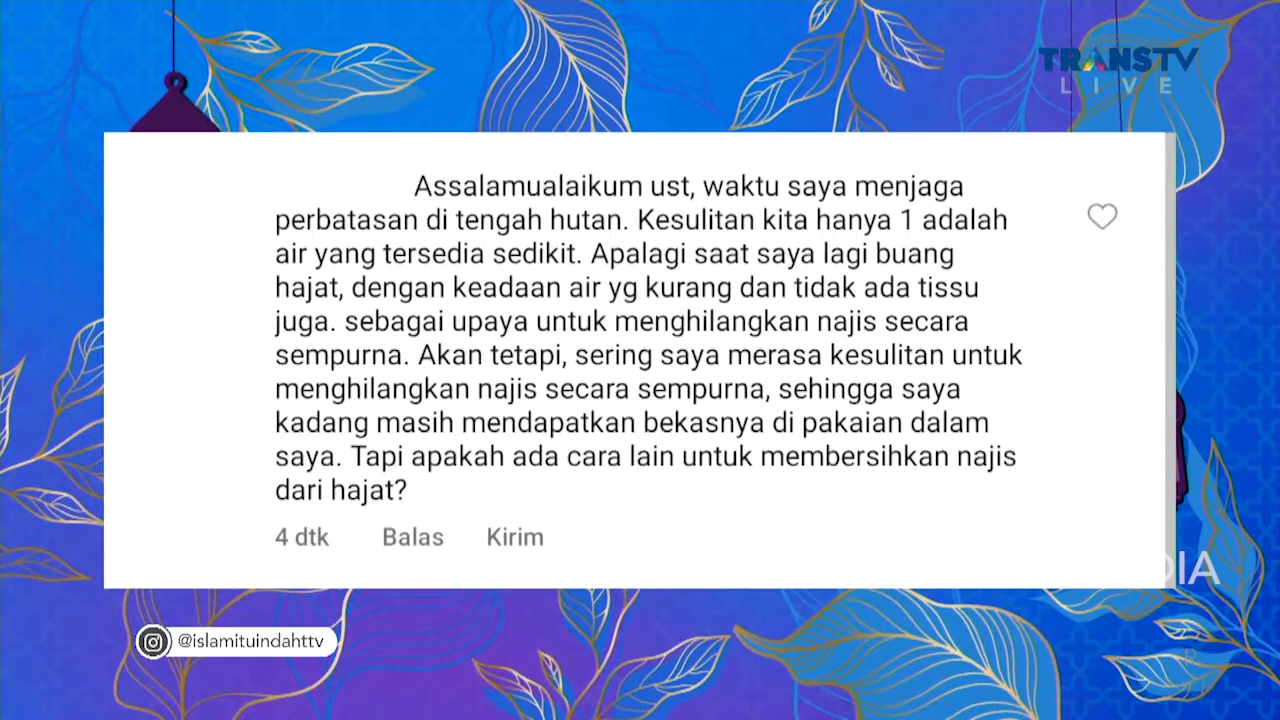 TRANSTV
LIVE
Assalamualaikum ust, waktu saya menjaga
perbatasan di tengah hutan. Kesulitan kita hanya 1 adalah
air yang tersedia sedikit. Apalagi saat saya lagi buang
hajat, dengan keadaan air yg kurang dan tidak ada tissu
juga. sebagai upaya untuk menghilangkan najis secara
sempurna. Akan tetapi, sering saya merasa kesulitan untuk
menghilangkan najis secara sempurna, sehingga saya
kadang masih mendapatkan bekasnya di pakaian dalam
saya. Tapi apakah ada cara lain untuk membersihkan najis
dari hajat?
4 dtk Balas Kirim
@islamituindahttv